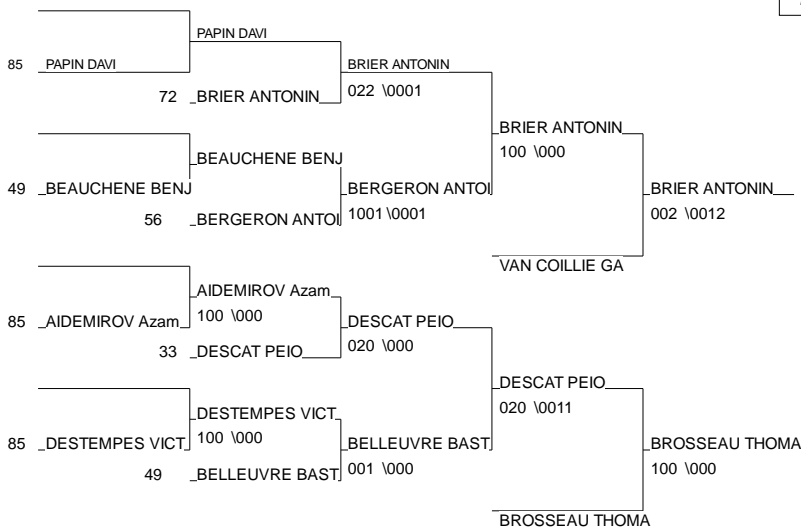 PAPIN DAVI
85 PAPIN DAVI BRIER ANTONIN
72 BRIER ANTONIN 022 \0001
BRIER ANTONIN
100 \000
BEAUCHENE BENJ
49 BEAUCHENE BENJ BERGERON ANTOI BRIER ANTONIN
56 BERGERON ANTOI 1001 \0001 002 \0012
VAN COILLIE GA
AIDEMIROV Azam
85 AIDEMIROV Azam 100 \000 DESCAT PEIO
33 DESCAT PEIO 020 \000
DESCAT PEIO
020 \0011
DESTEMPES VICT
85 DESTEMPES VICT 100 \000 BELLEUVRE BAST BROSSEAU THOMA
49 BELLEUVRE BAST 001 \000 100 \000
BROSSEAU THOMA